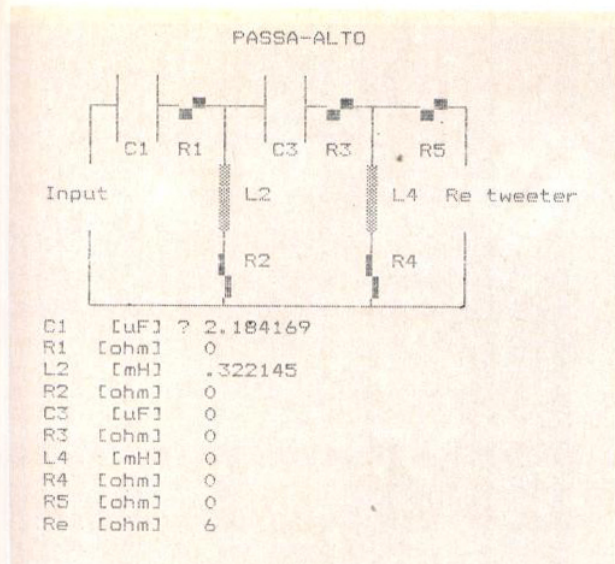 PASSA-ALTO
C1 R1 C3 R3 R5
Input L2 L4 Re tweeter
R2 R4
C1 [uF] ? 2.184169
R1 [ohm] 0
L2 [mH] .322145
R2 [ohm] 0
C3 [uF] 0
R3 [ohm] 0
L4 [mH] 0
R4 [ohm] 0
R5 [ohm] 0
Re [ohm] 6